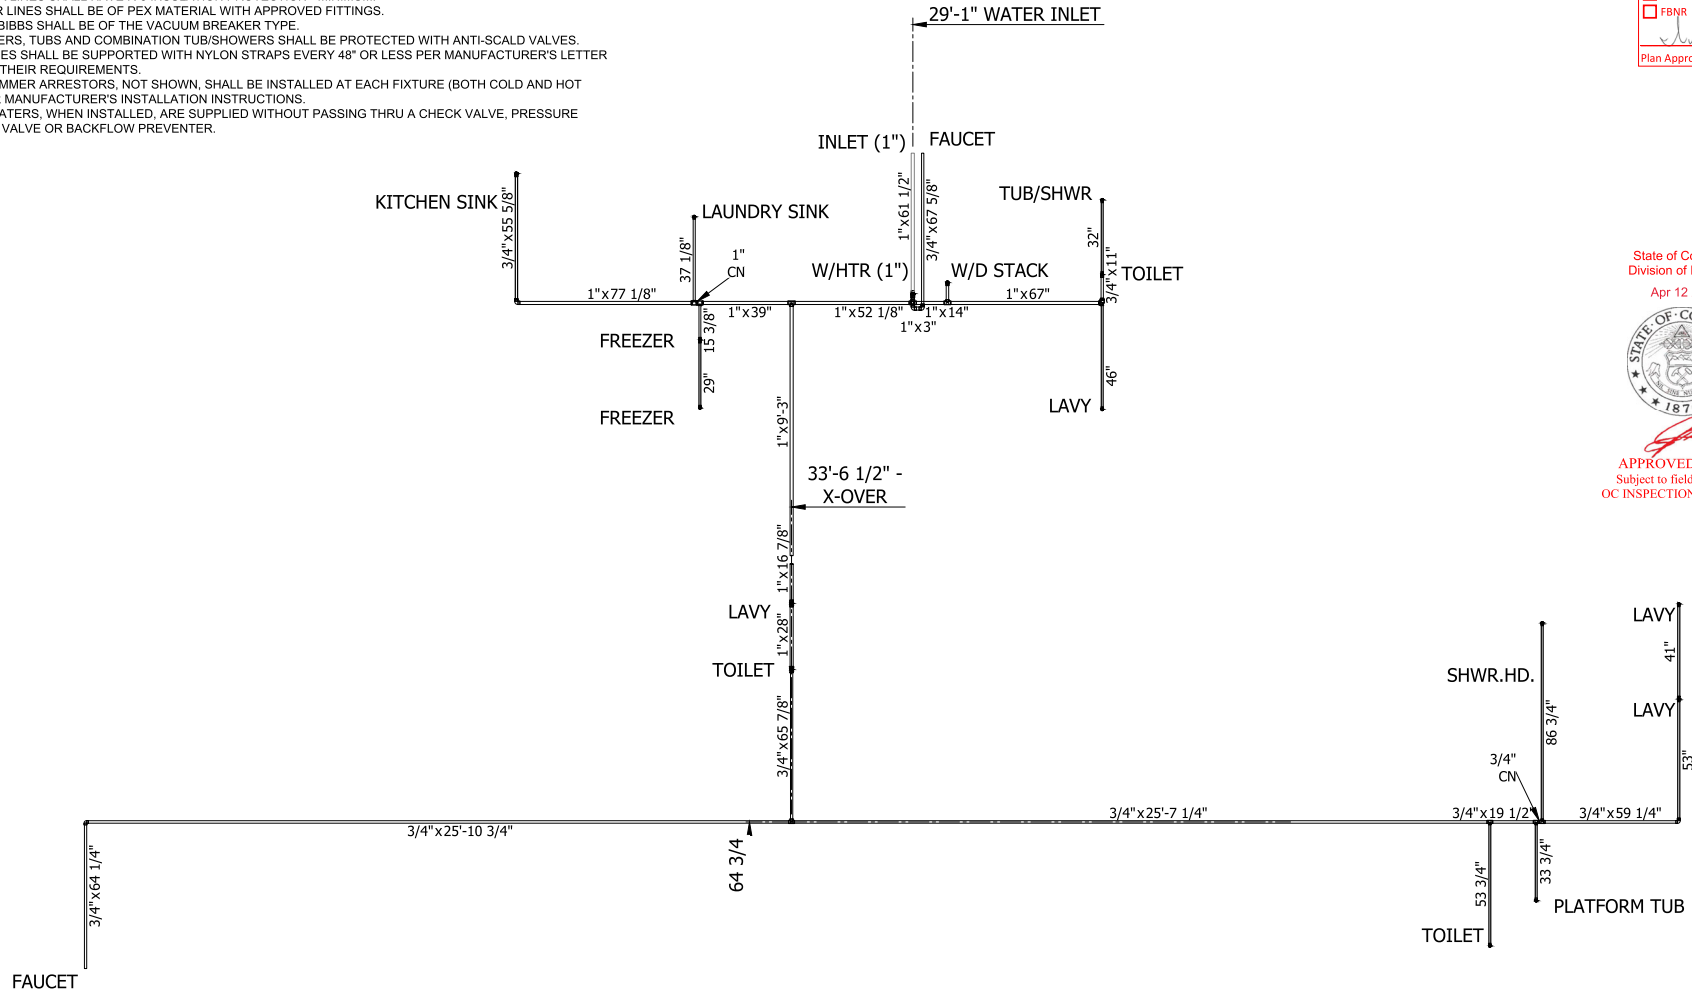 R LINES SHALL BE OF PEX MATERIAL WITH APPROVED FITTINGS.
BIBBS SHALL BE OF THE VACUUM BREAKER TYPE.
ERS, TUBS AND COMBINATION TUB/SHOWERS SHALL BE PROTECTED WITH ANTI-SCALD VALVES.
ES SHALL BE SUPPORTED WITH NYLON STRAPS EVERY 48" OR LESS PER MANUFACTURER'S LETTER
THEIR REQUIREMENTS.
MMER ARRESTORS, NOT SHOWN, SHALL BE INSTALLED AT EACH FIXTURE (BOTH COLD AND HOT
MANUFACTURER'S INSTALLATION INSTRUCTIONS.
ATERS, WHEN INSTALLED, ARE SUPPLIED WITHOUT PASSING THRU A CHECK VALVE, PRESSURE
VALVE OR BACKFLOW PREVENTER.
29'-1" WATER INLET
FBNR
Plan Appro
INLET (1")
FAUCET
KITCHEN SINK
3/4"x55 5/8"
LAUNDRY SINK
37 1/8"
1"
CN
1"x61 1/2"
3/4"x67 5/8"
TUB/SHWR
32"
3/4"x11"
TOILET
W/HTR (1")
W/D STACK
1"x77 1/8"
1"x39"
1"x52 1/8"
1"x3"
1"x14"
1"x67"
State of Co
Division of
Apr 12
STATE OF CO
187
APPROVED
Subject to field
OC INSPECTION
FREEZER
15 3/8"
29"
FREEZER
46"
LAVY
1"x9'-3"
33'-6 1/2" -
X-OVER
1"x16 7/8"
LAVY
1"x28"
TOILET
3/4"x65 7/8"
LAVY
41"
SHWR.HD.
86 3/4"
LAVY
53"
3/4"
CN
3/4"x25'-10 3/4"
64 3/4
3/4"x25'-7 1/4"
3/4"x19 1/2"
3/4"x59 1/4"
3/4"x64 1/4"
FAUCET
53 3/4"
TOILET
33 3/4"
PLATFORM TUB